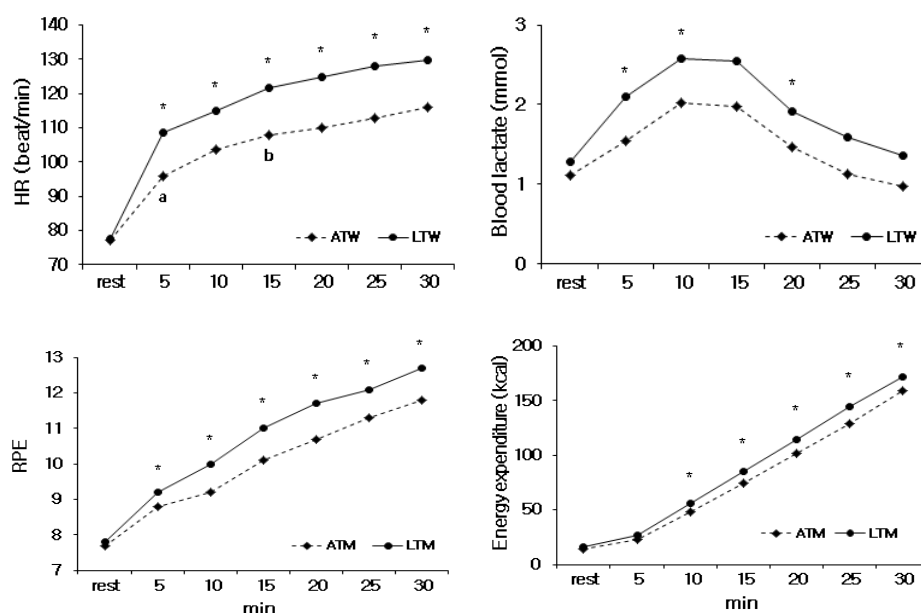 HR (beat/min)
140
130
120
110
100
90
80
70
* * * * * *
a
b
ATW LTW
rest 5 10 15 20 25 30
Blood lactate (mmol)
3
2
1
0
* * *
ATW LTW
rest 5 10 15 20 25 30
RPE
13
12
11
10
9
8
7
* * * * * *
ATM LTM
rest 5 10 15 20 25 30
min
Energy expenditure (kcal)
200
150
100
50
0
* * * * *
ATM LTM
rest 5 10 15 20 25 30
min